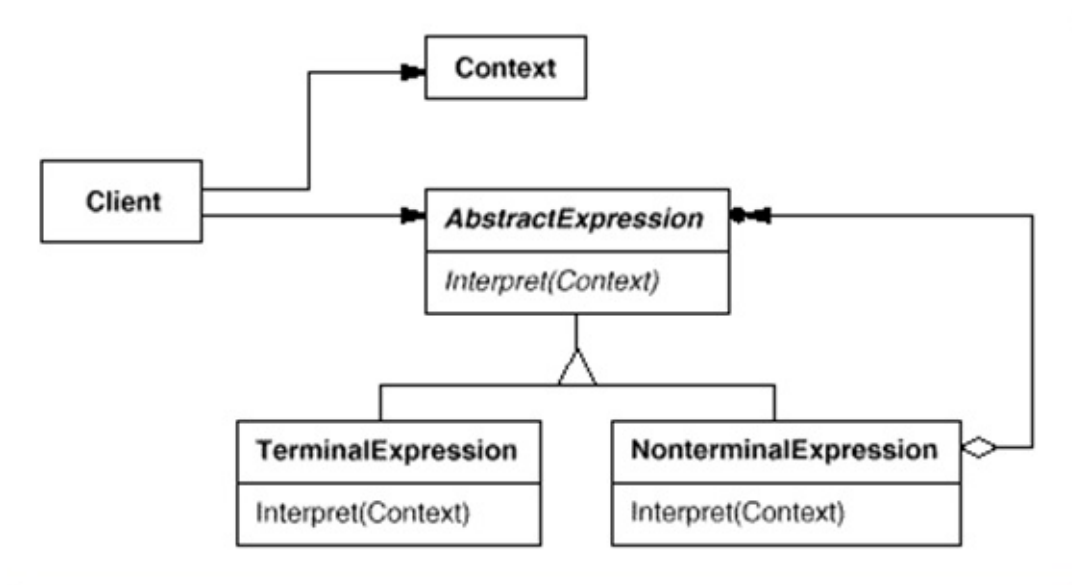 Context
Client
AbstractExpression
Interpret(Context)
TerminalExpression
Interpret(Context)
NonterminalExpression
Interpret(Context)